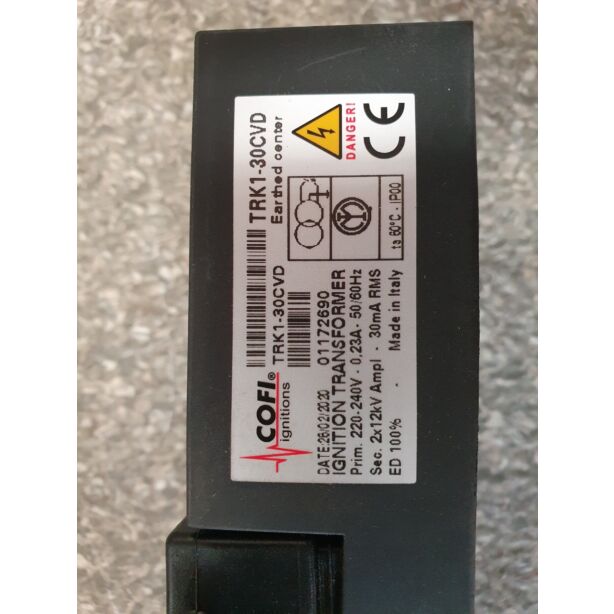 COFI®
ignitions
TRK1-30CVD
TRK1-30CVD
Earthed center
DANGER!
CE
DATE:26/02/2020
01172690
IGNITION TRANSFORMER
Prim. 220-240V - 0,23A - 50/60Hz
Sec. 2x12kV Ampl - 30mA RMS
ED 100% - Made in Italy
ta 60°C - IP00